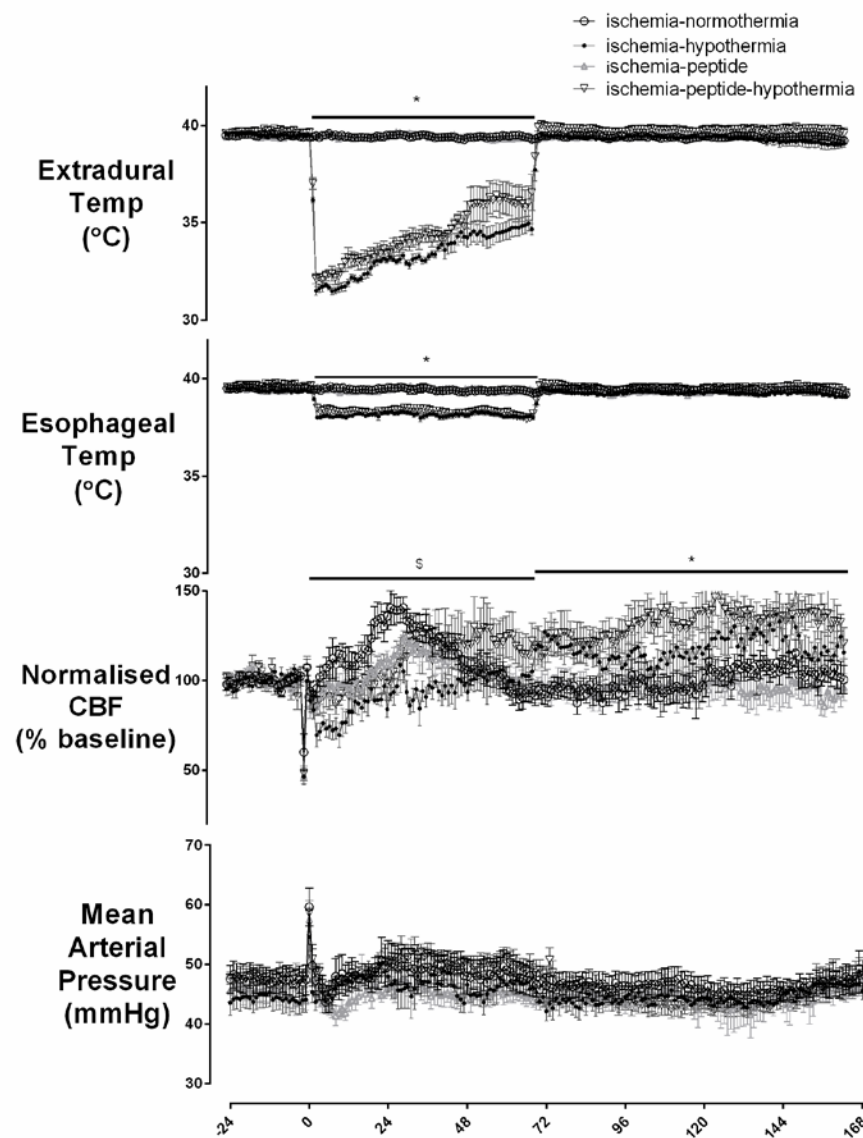 ischemia-normothermia
ischemia-hypothermia
ischemia-peptide
ischemia-peptide-hypothermia
*
40
35
30
Extradural
Temp
(°C)
*
40
35
30
Esophageal
Temp
(°C)
$
*
150
100
50
Normalised
CBF
(% baseline)
70
60
50
40
30
Mean
Arterial
Pressure
(mmHg)
-24 0 24 48 72 96 120 144 168